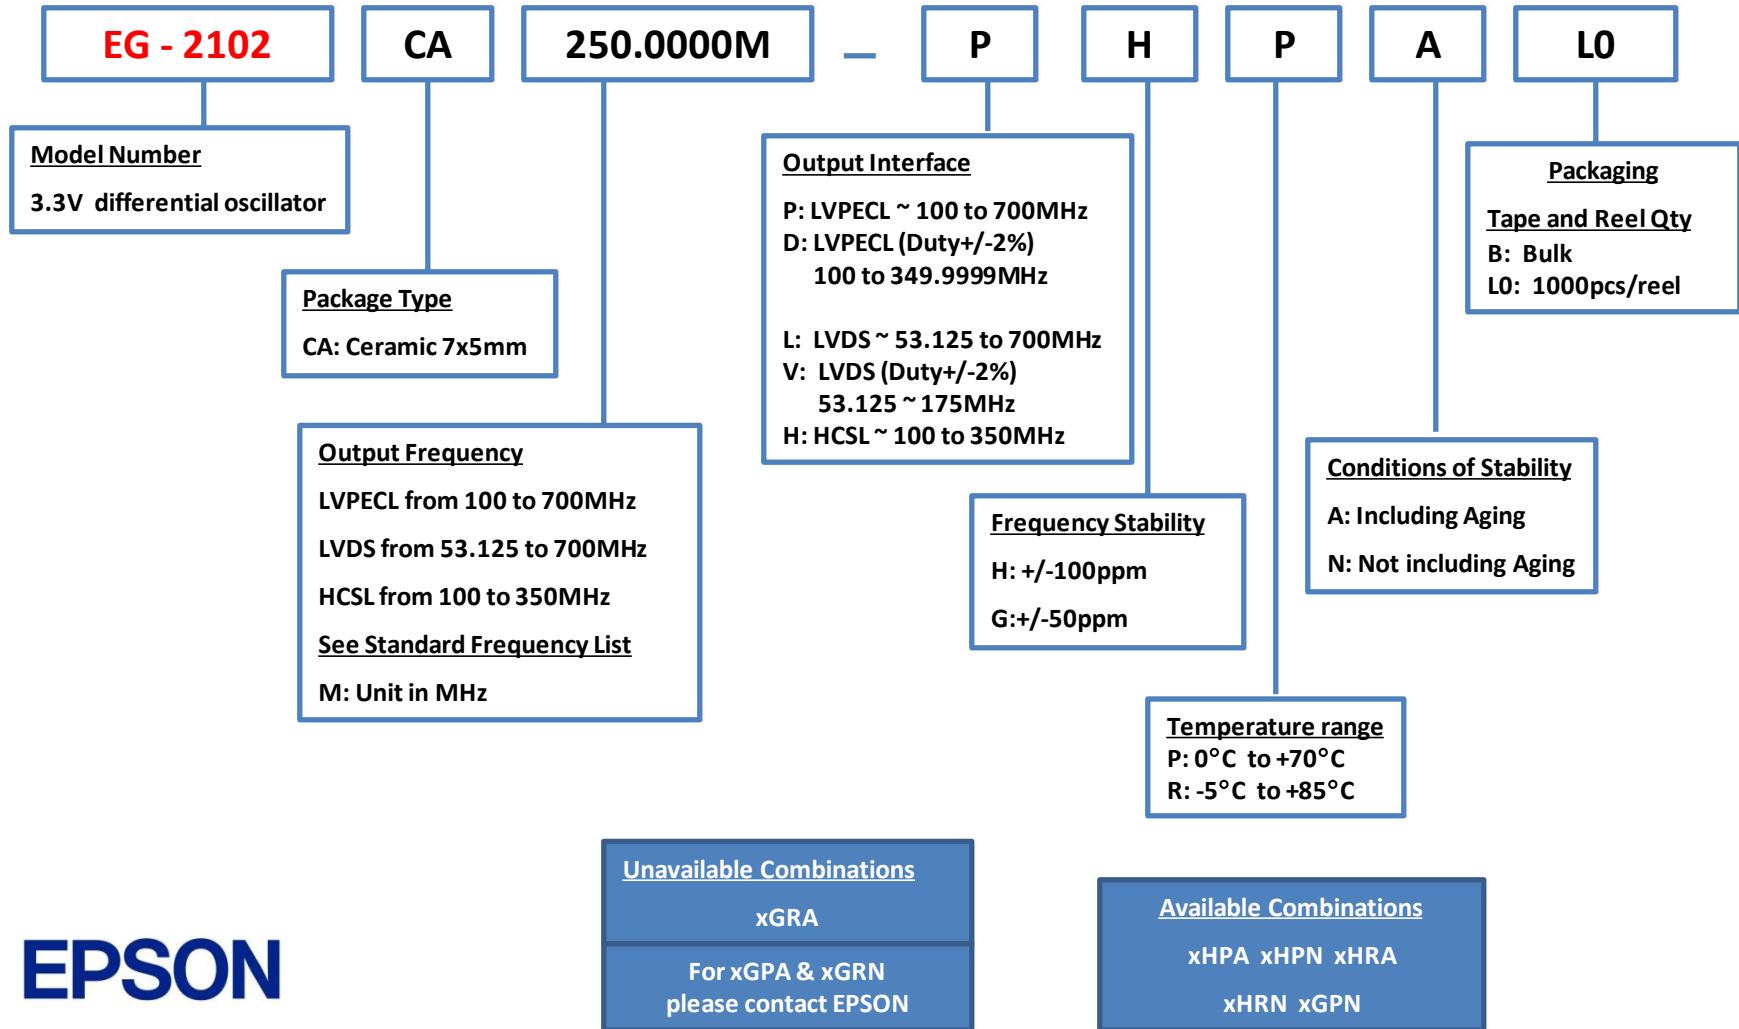 EG - 2102 CA 250.0000M _ P H P A L0
Model Number
3.3V differential oscillator
Package Type
CA: Ceramic 7x5mm
Output Frequency
LVPECL from 100 to 700MHz
LVDS from 53.125 to 700MHz
HCSL from 100 to 350MHz
See Standard Frequency List
M: Unit in MHz
Output Interface
P: LVPECL ~ 100 to 700MHz
D: LVPECL (Duty+/-2%)
100 to 349.9999MHz
L: LVDS ~ 53.125 to 700MHz
V: LVDS (Duty+/-2%)
53.125 ~ 175MHz
H: HCSL ~ 100 to 350MHz
Frequency Stability
H: +/-100ppm
G:+/-50ppm
Temperature range
P: 0°C to +70°C
R: -5°C to +85°C
Conditions of Stability
A: Including Aging
N: Not including Aging
Packaging
Tape and Reel Qty
B: Bulk
L0: 1000pcs/reel
Unavailable Combinations
xGRA
For xGPA & xGRN
please contact EPSON
Available Combinations
xHPA xHPN xHRA
xHRN xGPN
EPSON